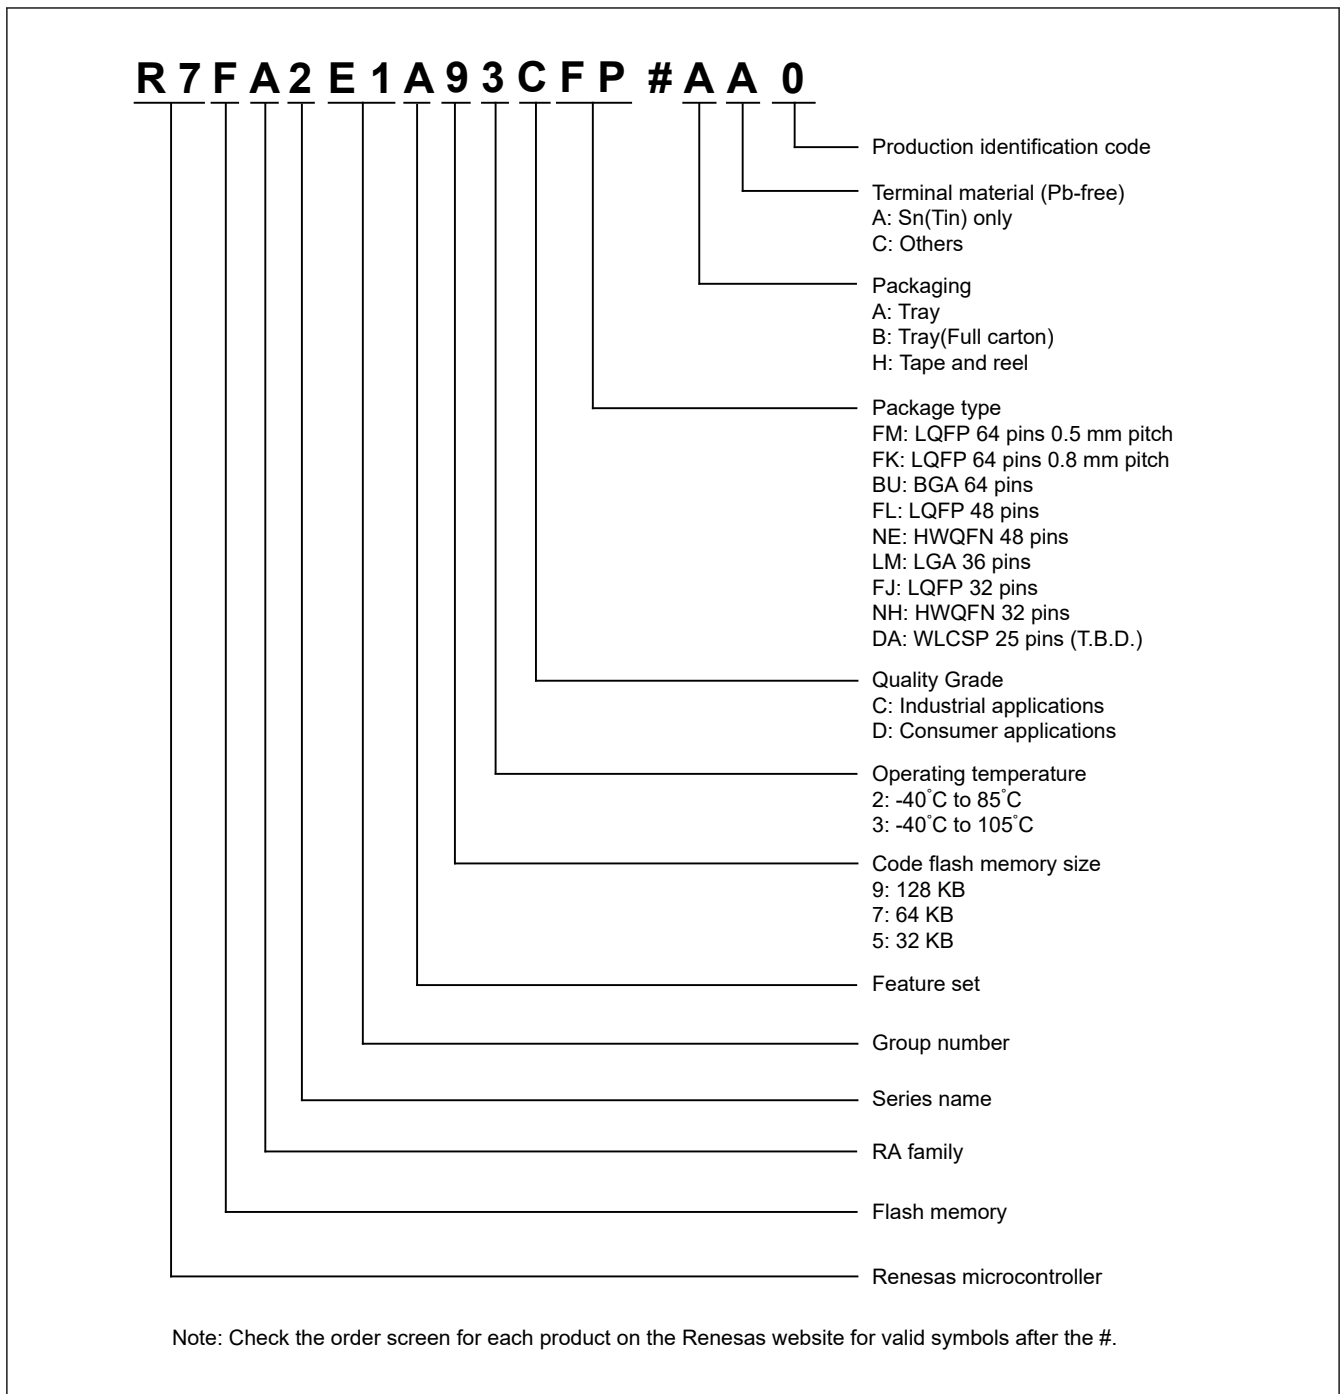 R7FA2E1A93CFP#AA0
Production identification code
Terminal material (Pb-free)
A: Sn(Tin) only
C: Others
Packaging
A: Tray
B: Tray(Full carton)
H: Tape and reel
Package type
FM: LQFP 64 pins 0.5 mm pitch
FK: LQFP 64 pins 0.8 mm pitch
BU: BGA 64 pins
FL: LQFP 48 pins
NE: HWQFN 48 pins
LM: LGA 36 pins
FJ: LQFP 32 pins
NH: HWQFN 32 pins
DA: WLCSP 25 pins (T.B.D.)
Quality Grade
C: Industrial applications
D: Consumer applications
Operating temperature
2: -40°C to 85°C
3: -40°C to 105°C
Code flash memory size
9: 128 KB
7: 64 KB
5: 32 KB
Feature set
Group number
Series name
RA family
Flash memory
Renesas microcontroller
Note: Check the order screen for each product on the Renesas website for valid symbols after the #.